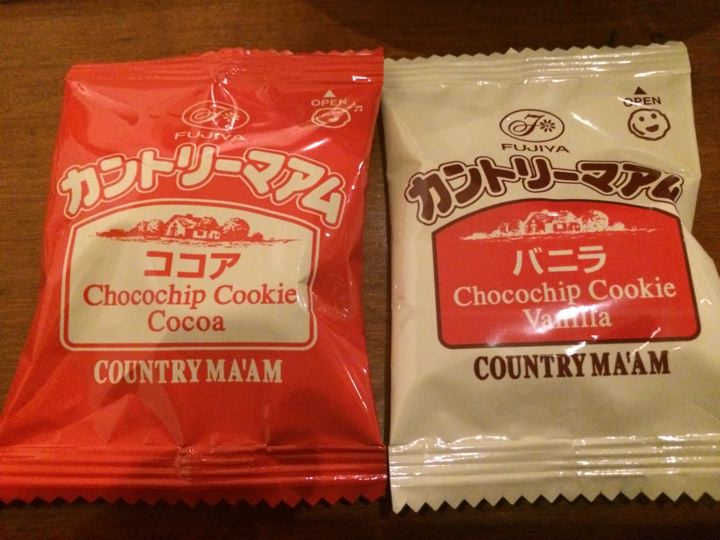 OPEN
FUJIYA
カントリーマアム
ココア
Chocochip Cookie
Cocoa
COUNTRY MA'AM
OPEN
FUJIYA
カントリーマアム
バニラ
Chocochip Cookie
Vanilla
COUNTRY MA'AM